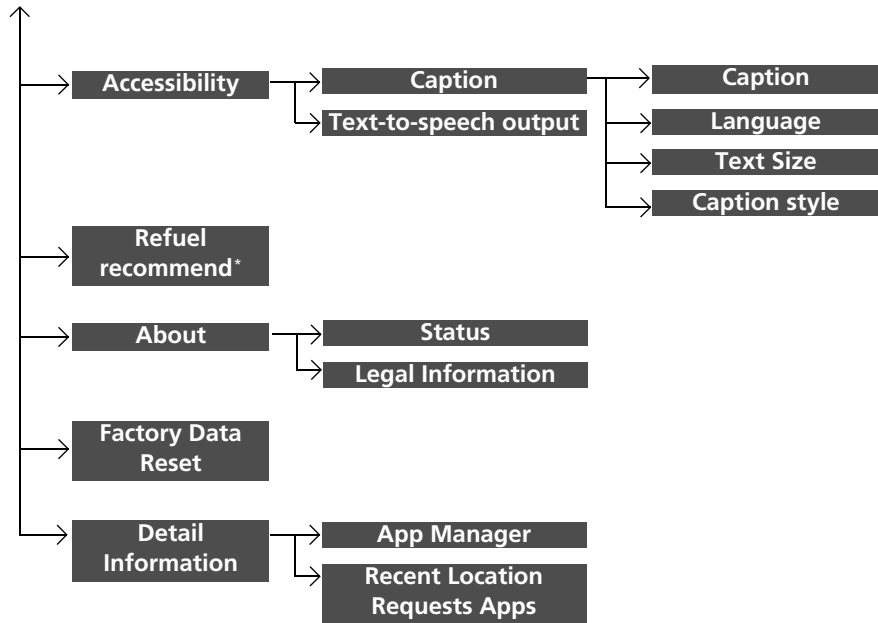 Accessibility
Caption
Caption
Text-to-speech output
Language
Text Size
Caption style
Refuel
recommend*
About
Status
Legal Information
Factory Data
Reset
Detail
Information
App Manager
Recent Location
Requests Apps